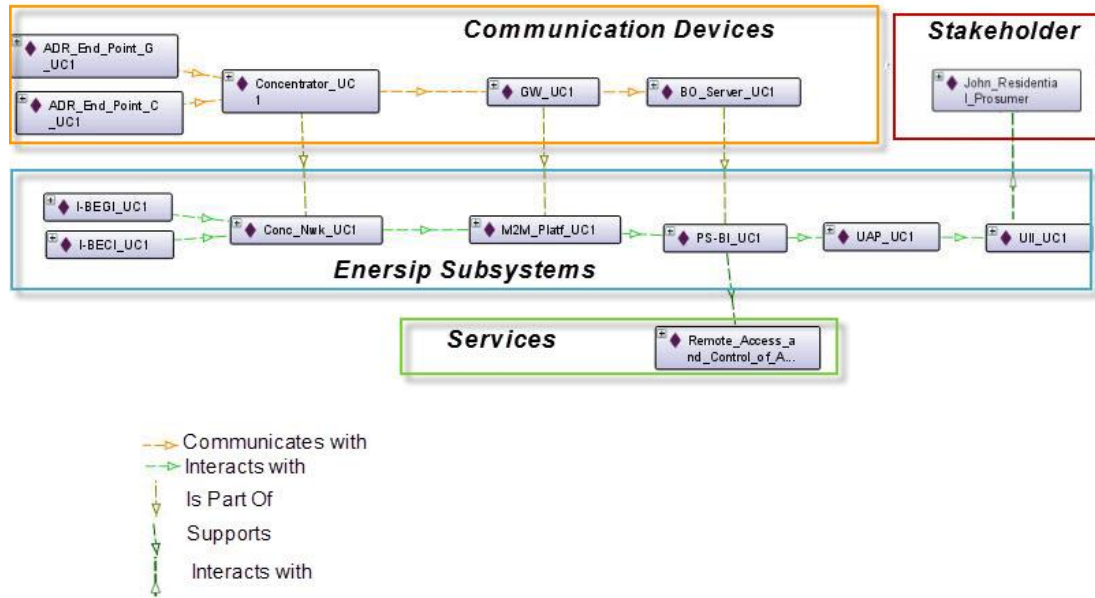 Communication Devices
Stakeholder
ADR_End_Point_G
_UC1
ADR_End_Point_C
_UC1
Concentrator_UC
1
GW_UC1
BO_Server_UC1
John_Residentia
l_Prosumer
I-BEGI_UC1
I-BECI_UC1
Conc_Nwk_UC1
M2M_Platf_UC1
PS-BI_UC1
UAP_UC1
UII_UC1
Enersip Subsystems
Services
Remote_Access_a
nd_Control_of_A...
Communicates with
Interacts with
Is Part Of
Supports
Interacts with